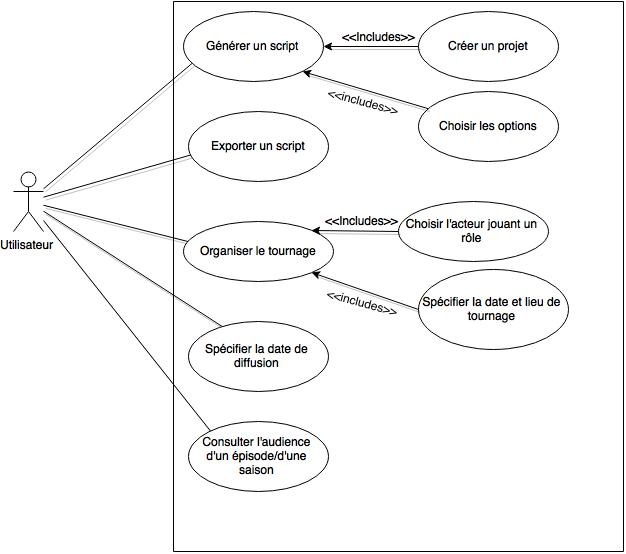 Générer un script
<<Includes>>
Créer un projet
<<includes>>
Choisir les options
Exporter un script
Utilisateur
Organiser le tournage
<<Includes>>
Choisir l'acteur jouant un
rôle
<<includes>>
Spécifier la date et lieu de
tournage
Spécifier la date de
diffusion
Consulter l'audience
d'un épisode/d'une
saison